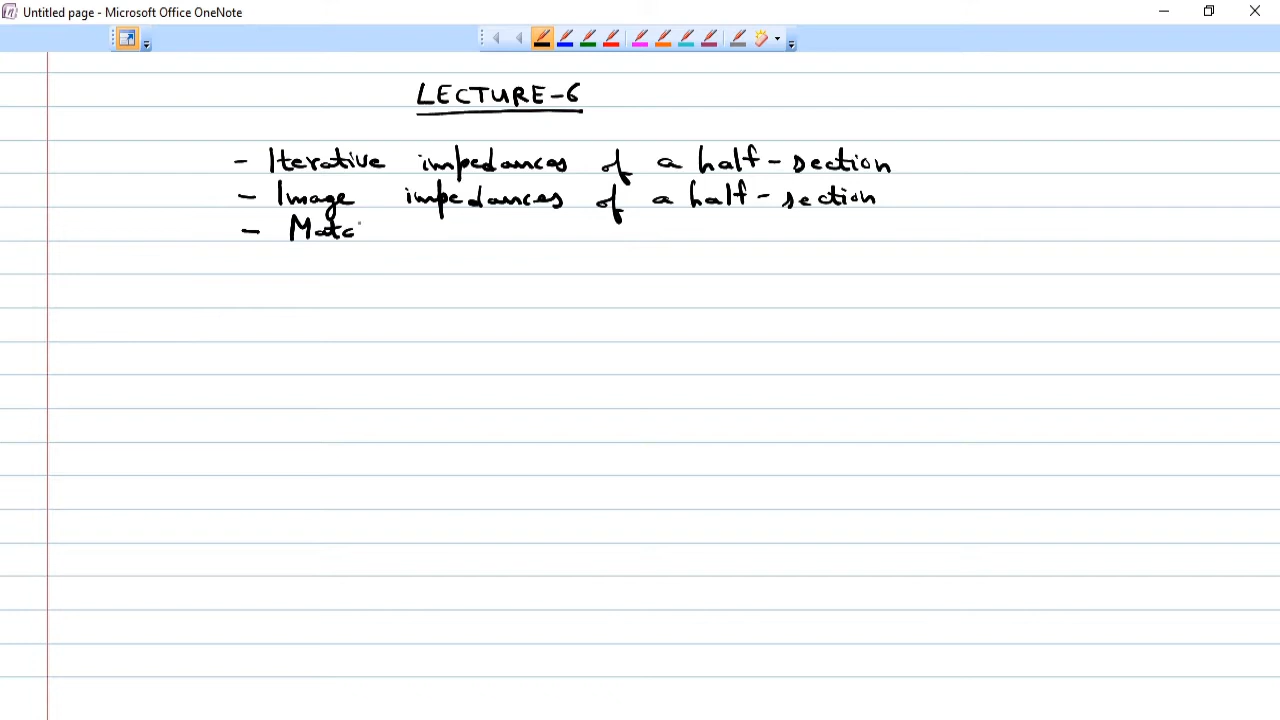 Untitled page - Microsoft Office OneNote
LECTURE-6
- Iterative impedances of a half-section
- Image impedances of a half-section
- Matc